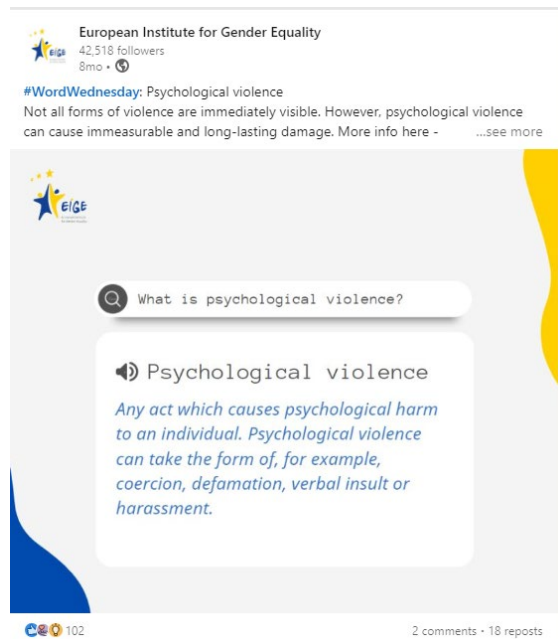 European Institute for Gender Equality
42,518 followers
8mo •
#WordWednesday: Psychological violence
Not all forms of violence are immediately visible. However, psychological violence
can cause immeasurable and long-lasting damage. More info here - ...see more
EIGE
EIGE
What is psychological violence?
Psychological violence
Any act which causes psychological harm
to an individual. Psychological violence
can take the form of, for example,
coercion, defamation, verbal insult or
harassment.
102
2 comments • 18 reposts